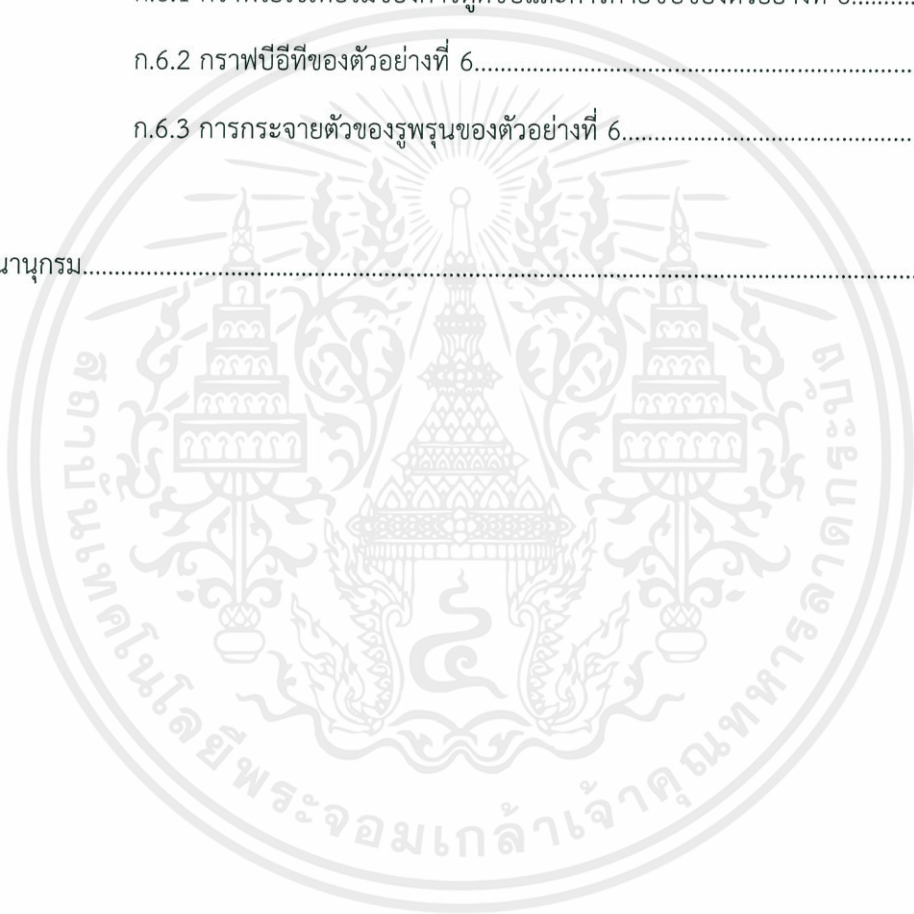 ก.6.2 กราฟบีอีทีของตัวอย่างที่ 6
ก.6.3 การกระจายตัวของรูพรุนของตัวอย่างที่ 6
นานุกรม
สถาบันเทคโนโลยีพระจอมเกล้าเจ้าคุณทหารลาดกระบัง